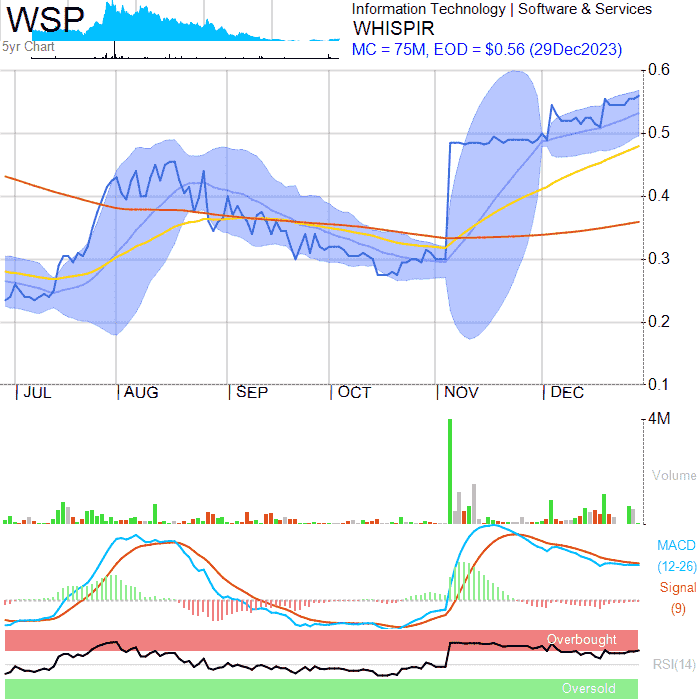 WSP
5yr Chart
Information Technology | Software & Services
WHISPIR
MC = 75M, EOD = $0.56 (29Dec2023)
0.6
0.5
0.4
0.3
0.2
0.1
JUL AUG SEP OCT NOV DEC
4M
Volume
MACD
(12-26)
Signal
(9)
Overbought
RSI(14)
Oversold